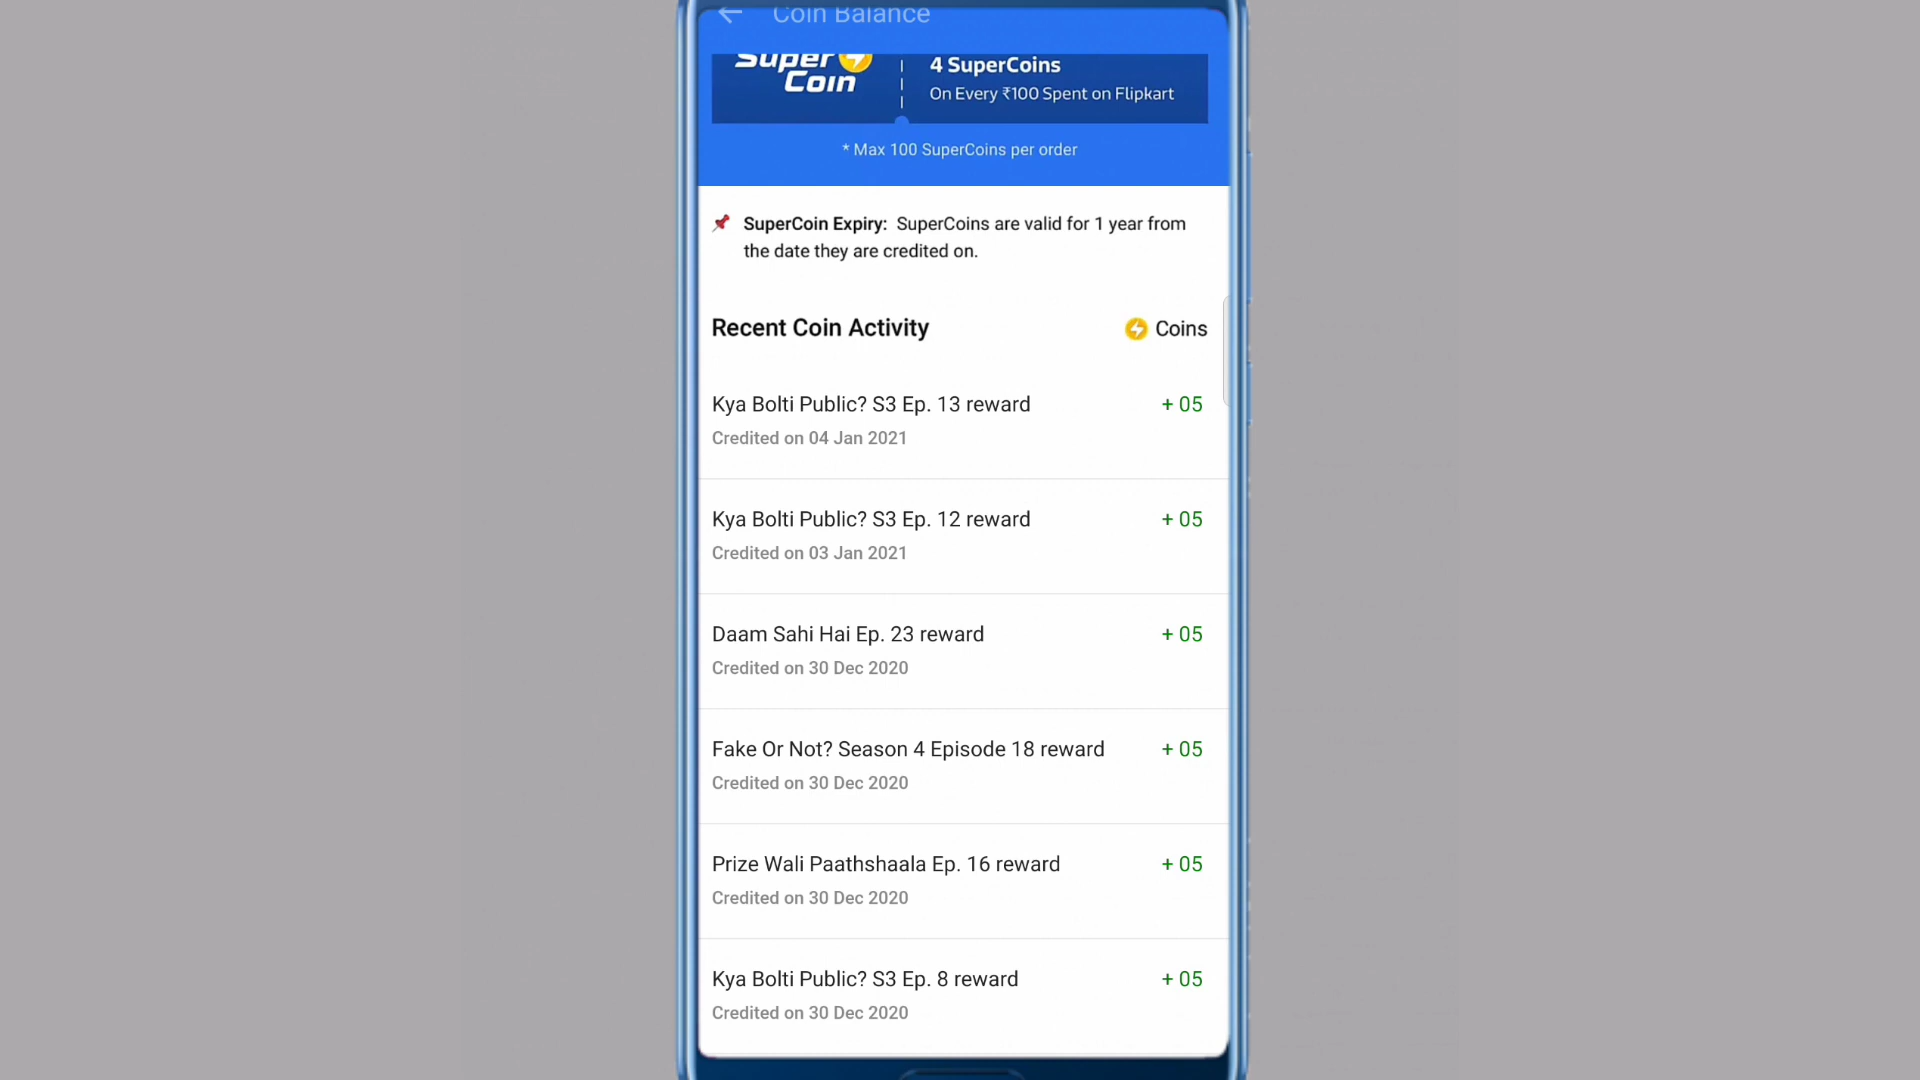 Coin Balance
Super Coin
4 SuperCoins
On Every ₹100 Spent on Flipkart
* Max 100 SuperCoins per order
SuperCoin Expiry: SuperCoins are valid for 1 year from
the date they are credited on.
Recent Coin Activity Coins
Kya Bolti Public? S3 Ep. 13 reward + 05
Credited on 04 Jan 2021
Kya Bolti Public? S3 Ep. 12 reward + 05
Credited on 03 Jan 2021
Daam Sahi Hai Ep. 23 reward + 05
Credited on 30 Dec 2020
Fake Or Not? Season 4 Episode 18 reward + 05
Credited on 30 Dec 2020
Prize Wali Paathshaala Ep. 16 reward + 05
Credited on 30 Dec 2020
Kya Bolti Public? S3 Ep. 8 reward + 05
Credited on 30 Dec 2020